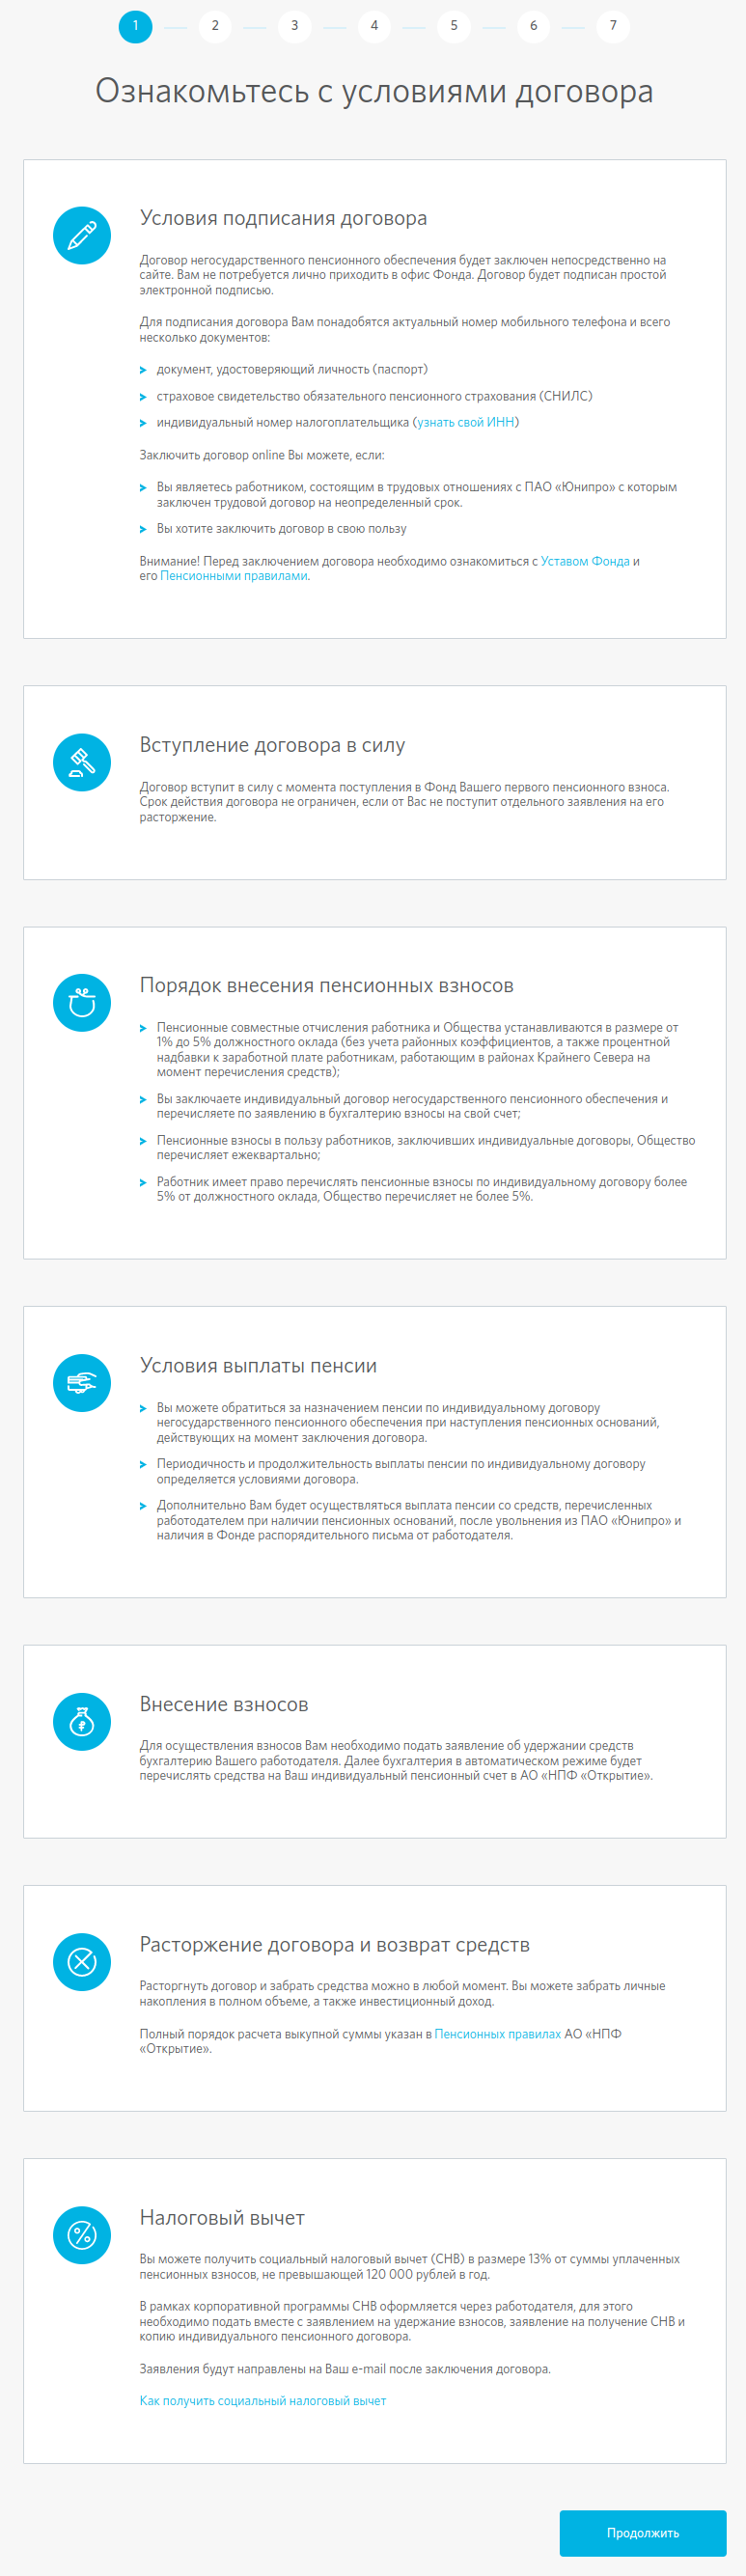 1 2 3 4 5 6 7
Ознакомьтесь с условиями договора
Условия подписания договора
Договор негосударственного пенсионного обеспечения будет заключен непосредственно на
сайте. Вам не потребуется лично приходить в офис Фонда. Договор будет подписан простой
электронной подписью.
Для подписания договора Вам понадобятся актуальный номер мобильного телефона и всего
несколько документов:
документ, удостоверяющий личность (паспорт)
страховое свидетельство обязательного пенсионного страхования (СНИЛС)
индивидуальный номер налогоплательщика (узнать свой ИНН)
Заключить договор online Вы можете, если:
Вы являетесь работником, состоящим в трудовых отношениях с ПАО «Юнипро» с которым
заключен трудовой договор на неопределенный срок.
Вы хотите заключить договор в свою пользу
Внимание! Перед заключением договора необходимо ознакомиться с Уставом Фонда и
его Пенсионными правилами.
Вступление договора в силу
Договор вступит в силу с момента поступления в Фонд Вашего первого пенсионного взноса.
Срок действия договора не ограничен, если от Вас не поступит отдельного заявления на его
расторжение.
Порядок внесения пенсионных взносов
Пенсионные совместные отчисления работника и Общества устанавливаются в размере от
1% до 5% должностного оклада (без учета районных коэффициентов, а также процентной
надбавки к заработной плате работникам, работающим в районах Крайнего Севера на
момент перечисления средств);
Вы заключаете индивидуальный договор негосударственного пенсионного обеспечения и
перечисляете по заявлению в бухгалтерию взносы на свой счет;
Пенсионные взносы в пользу работников, заключивших индивидуальные договоры, Общество
перечисляет ежеквартально;
Работник имеет право перечислять пенсионные взносы по индивидуальному договору более
5% от должностного оклада, Общество перечисляет не более 5%.
Условия выплаты пенсии
Вы можете обратиться за назначением пенсии по индивидуальному договору
негосударственного пенсионного обеспечения при наступления пенсионных оснований,
действующих на момент заключения договора.
Периодичность и продолжительность выплаты пенсии по индивидуальному договору
определяется условиями договора.
Дополнительно Вам будет осуществляться выплата пенсии со средств, перечисленных
работодателем при наличии пенсионных оснований, после увольнения из ПАО «Юнипро» и
наличия в Фонде распорядительного письма от работодателя.
Внесение взносов
Для осуществления взносов Вам необходимо подать заявление об удержании средств
бухгалтерию Вашего работодателя. Далее бухгалтерия в автоматическом режиме будет
перечислять средства на Ваш индивидуальный пенсионный счет в АО «НПФ «Открытие».
Расторжение договора и возврат средств
Расторгнуть договор и забрать средства можно в любой момент. Вы можете забрать личные
накопления в полном объеме, а также инвестиционный доход.
Полный порядок расчета выкупной суммы указан в Пенсионных правилах АО «НПФ
«Открытие».
Налоговый вычет
Вы можете получить социальный налоговый вычет (СНВ) в размере 13% от суммы уплаченных
пенсионных взносов, не превышающей 120 000 рублей в год.
В рамках корпоративной программы СНВ оформляется через работодателя, для этого
необходимо подать вместе с заявлением на удержание взносов, заявление на получение СНВ и
копию индивидуального пенсионного договора.
Заявления будут направлены на Ваш e-mail после заключения договора.
Как получить социальный налоговый вычет
Продолжить